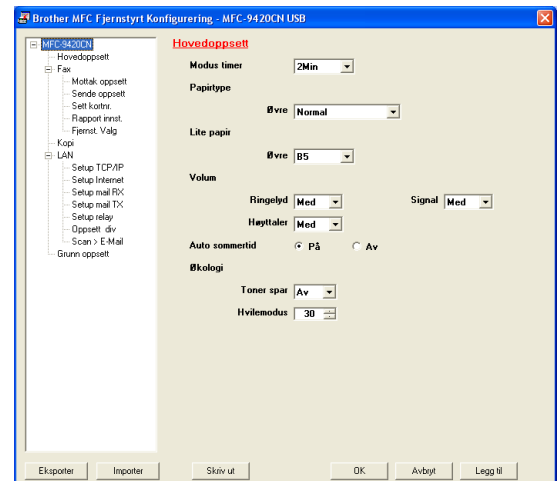 Brother MFC Fjernstyrt Konfigurering - MFC-9420CN USB
MFC-9420CN
Hovedoppsett
Fax
Mottak oppsett
Sende oppsett
Sett kortnr.
Rapport innst.
Fjernst. Valg
Kopi
LAN
Setup TCP/IP
Setup Internet
Setup mail RX
Setup mail TX
Setup relay
Oppsett div
Scan > E-Mail
Grunn oppsett
Hovedoppsett
Modus timer 2Min
Papirtype
Øvre Normal
Lite papir
Øvre B5
Volum
Ringelyd Med Signal Med
Høyttaler Med
Auto sommertid På Av
Økologi
Toner spar Av
Hvilemodus 30
Eksporter Importer Skriv ut OK Avbryt Legg til